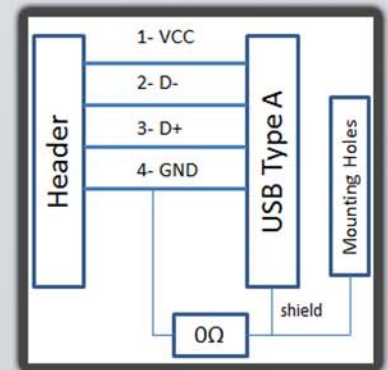 1- VCC
2- D-
3- D+
4- GND
Header
USB Type A
Mounting Holes
shield
0Ω